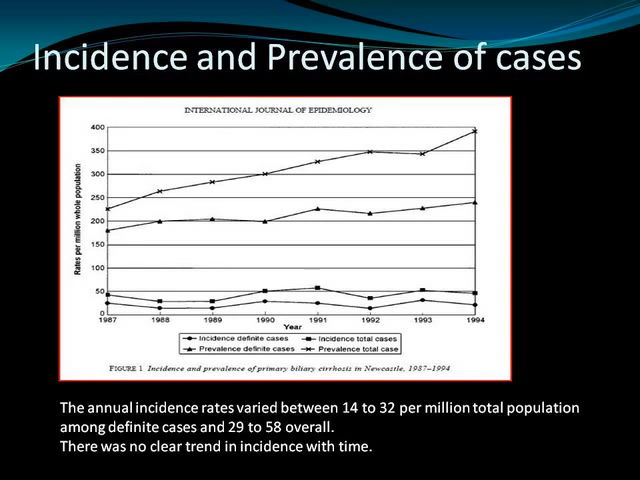 Incidence and Prevalence of cases
INTERNATIONAL JOURNAL OF EPIDEMIOLOGY
400
350
300
250
200
150
100
50
0
Rates per million whole population
1987 1988 1989 1990 1991 1992 1993 1994
Year
Incidence definite cases Incidence total cases
Prevalence definite cases Prevalence total case
FIGURE 1 Incidence and prevalence of primary biliary cirrhosis in Newcastle, 1987–1994
The annual incidence rates varied between 14 to 32 per million total population
among definite cases and 29 to 58 overall.
There was no clear trend in incidence with time.